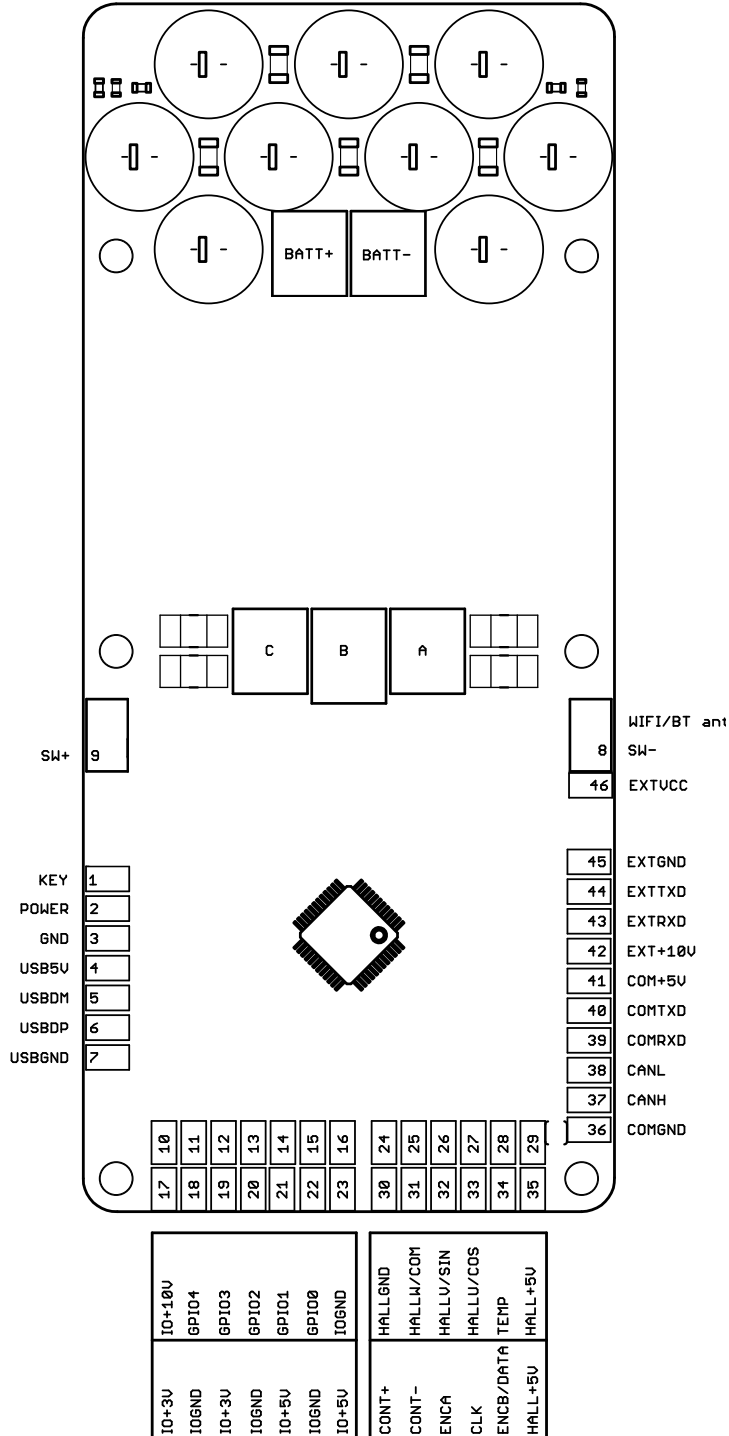 BATT+ BATT-
C B A
WIFI/BT ant
SW+ 9
8 SW-
46 EXTVCC
45 EXTGND
KEY 1
44 EXTTXD
POWER 2
43 EXTRXD
GND 3
42 EXT+10V
USB5V 4
41 COM+5V
USBDM 5
40 COMTXD
USBDP 6
39 COMRXD
USBGND 7
38 CANL
37 CANH
36 COMGND
10 11 12 13 14 15 16 24 25 26 27 28 29
17 18 19 20 21 22 23 30 31 32 33 34 35
IO+10V
GPIO4
GPIO3
GPIO2
GPIO1
GPIO0
IOGND
HALLGND
HALLW/COM
HALLV/SIN
HALLU/COS
TEMP
HALL+5V
IO+3V
IOGND
IO+3V
IOGND
IO+5V
IOGND
IO+5V
CONT+
CONT-
ENCA
CLK
ENCB/DATA
HALL+5V